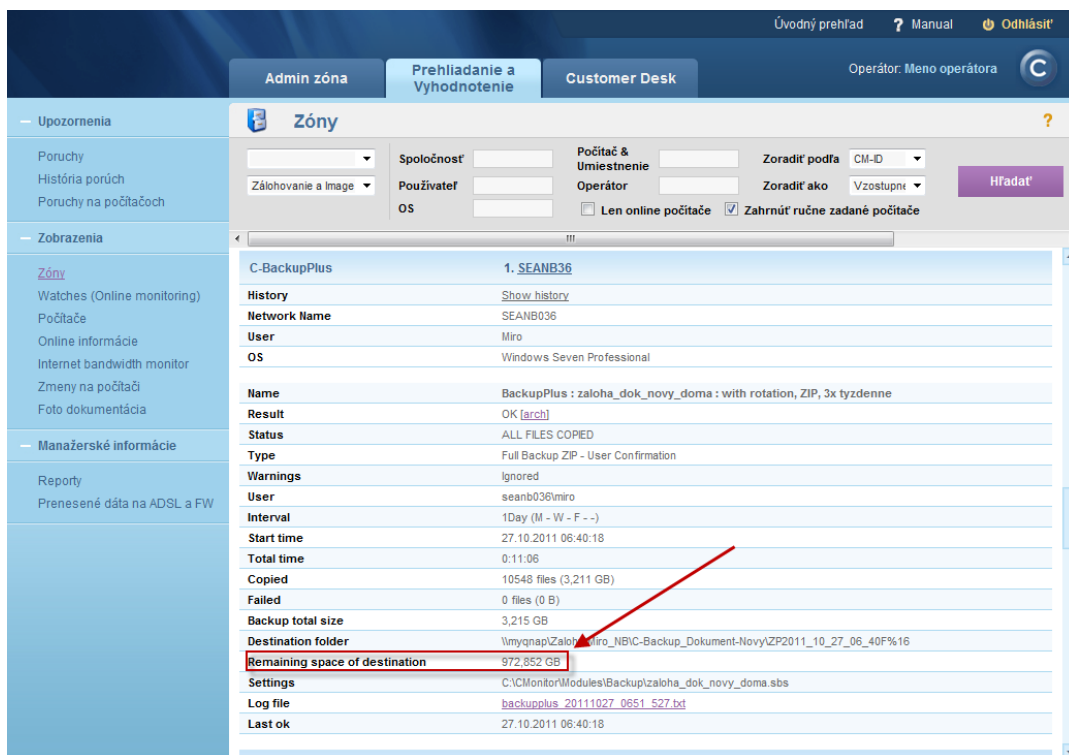 Úvodný prehľad ? Manual Odhlásiť
Admin zóna
Prehliadanie a
Vyhodnotenie
Customer Desk
Operátor: Meno operátora
C
Upozornenia
Poruchy
História porúch
Poruchy na počítačoch
Zobrazenia
Zóny
Watches (Online monitoring)
Počítače
Online informácie
Internet bandwidth monitor
Zmeny na počítači
Foto dokumentácia
Manažerské informácie
Reporty
Prenesené dáta na ADSL a FW
Zóny ?
Spoločnosť Počítač &
Umiestnenie Zoradiť podľa CM-ID
Zálohovanie a Image Používateľ Operátor Zoradiť ako Vzostupne Hľadať
OS Len online počítače Zahrnúť ručne zadané počítače
C-BackupPlus 1. SEANB36
History Show history
Network Name SEANB036
User Miro
OS Windows Seven Professional
Name BackupPlus : zaloha_dok_novy_doma : with rotation, ZIP, 3x tyzdenne
Result OK [arch]
Status ALL FILES COPIED
Type Full Backup ZIP - User Confirmation
Warnings Ignored
User seanb036\miro
Interval 1Day (M - W - F - -)
Start time 27.10.2011 06:40:18
Total time 0:11:06
Copied 10548 files (3,211 GB)
Failed 0 files (0 B)
Backup total size 3,215 GB
Destination folder \\myqnap\Zaloh Miro_NB\C-Backup_Dokument-Novy\ZP2011_10_27_06_40F%16
Remaining space of destination 972,852 GB
Settings C:\CMonitor\Modules\Backup\zaloha_dok_novy_doma.sbs
Log file backupplus_20111027_0651_527.txt
Last ok 27.10.2011 06:40:18